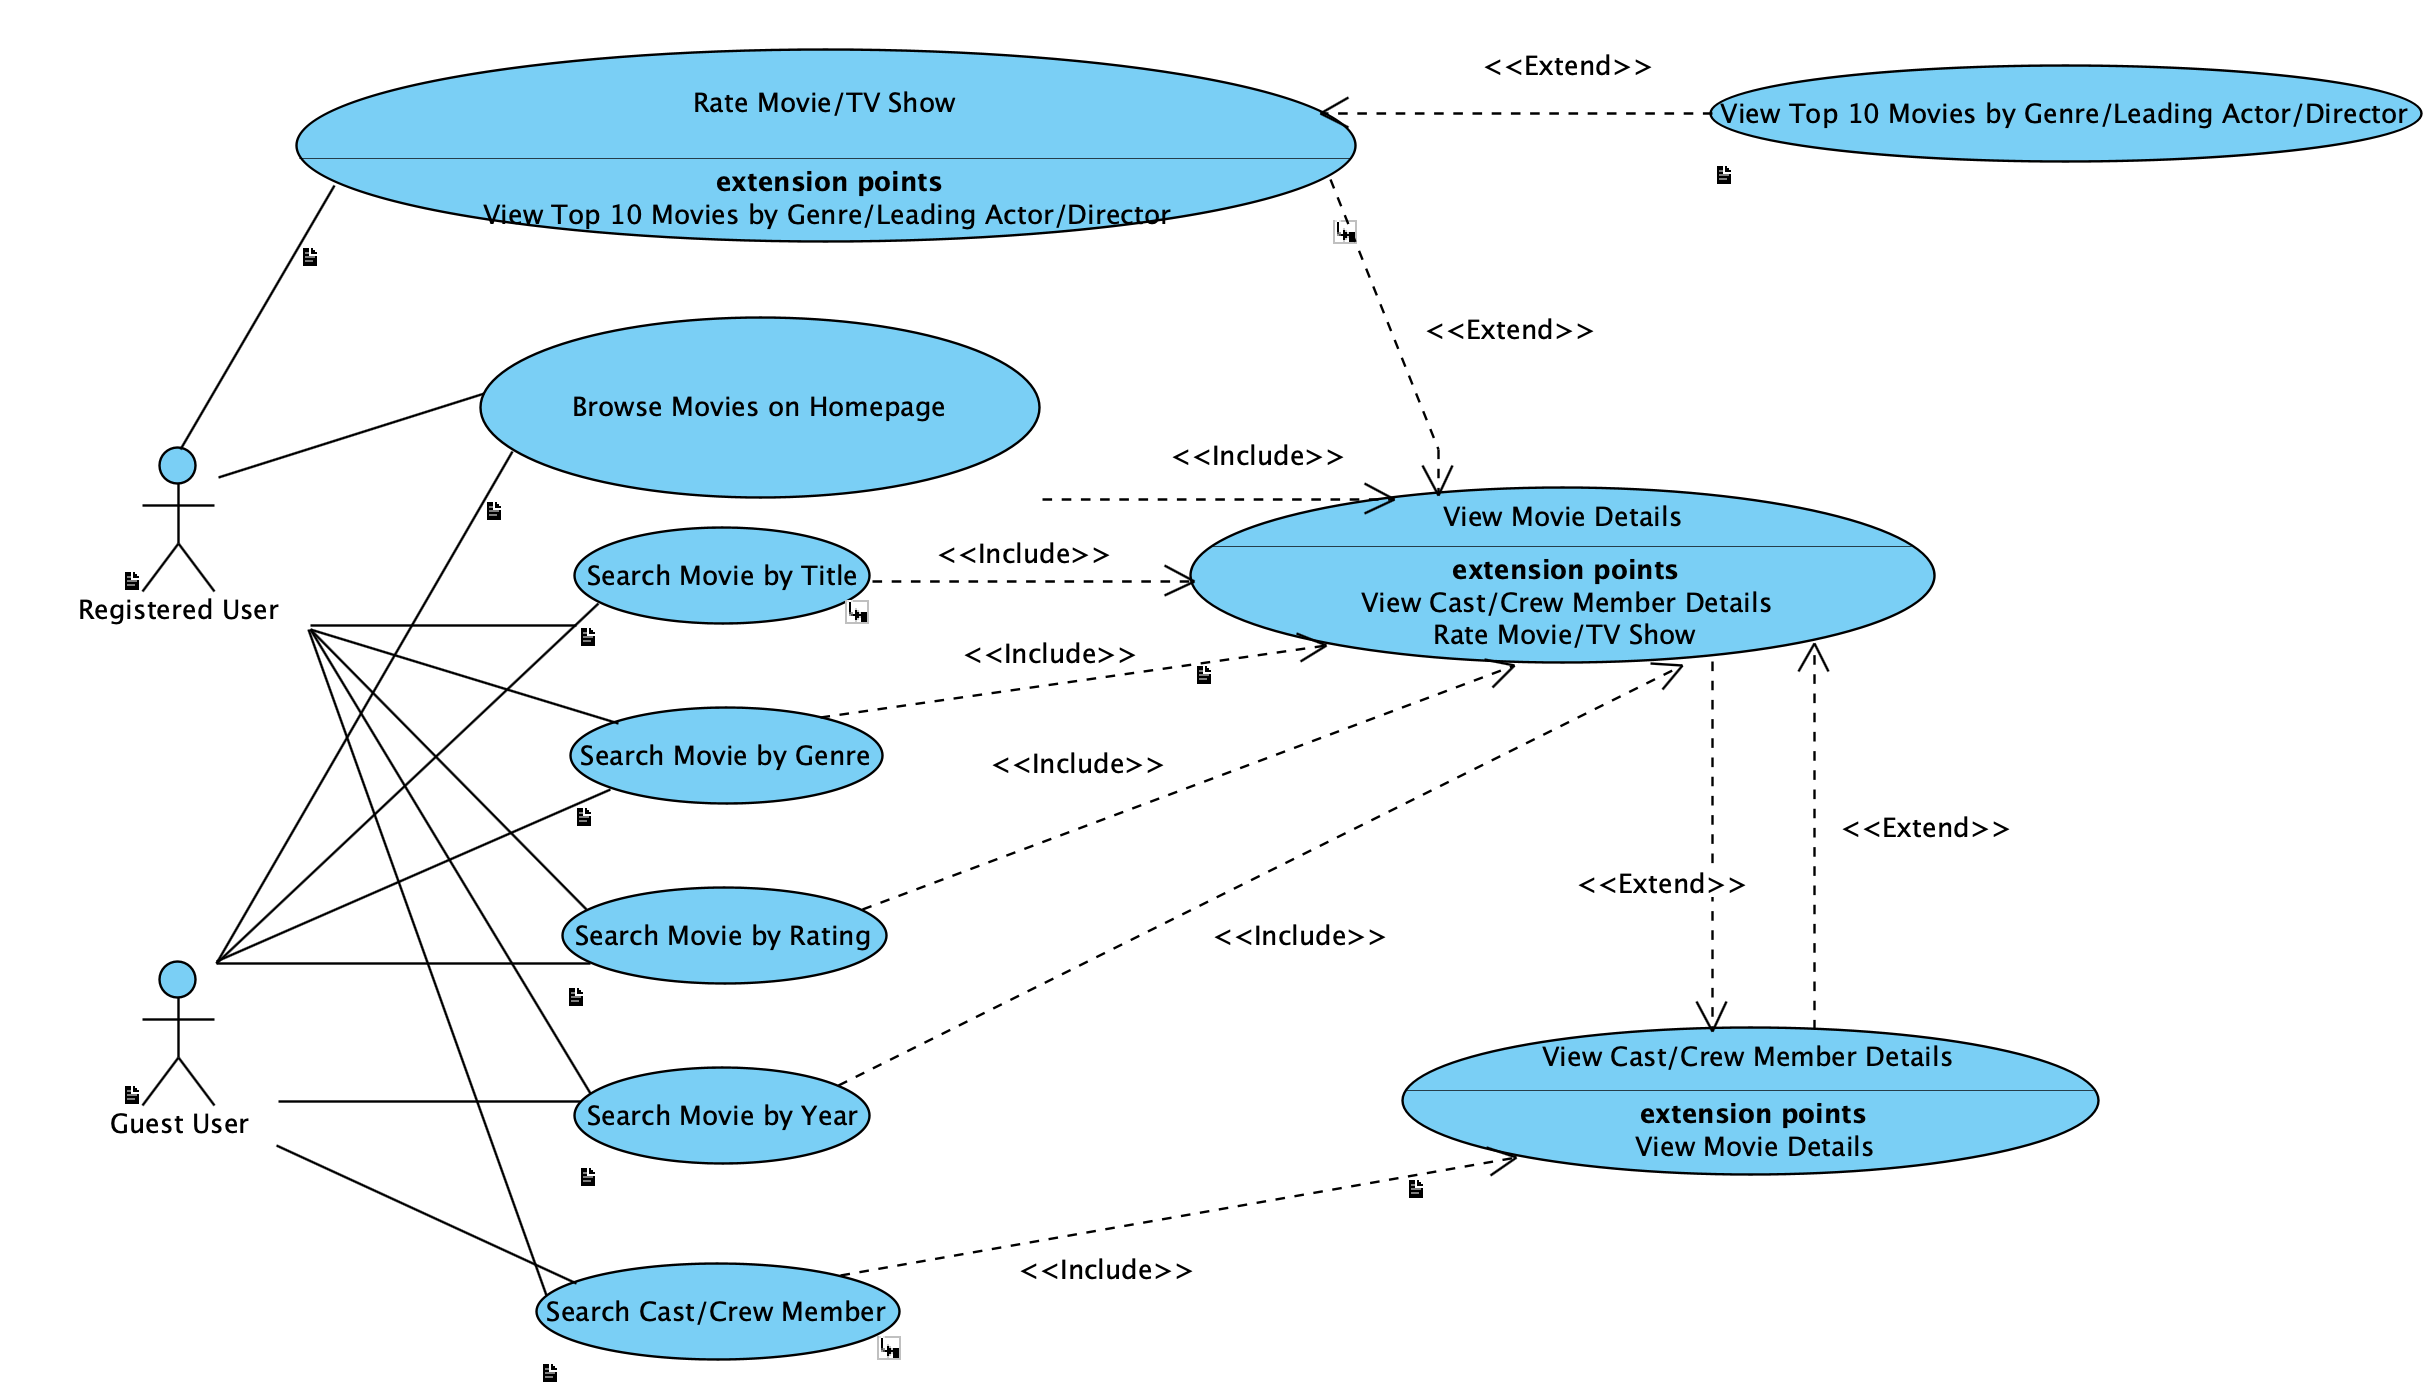 <<Extend>>
Rate Movie/TV Show
View Top 10 Movies by Genre/Leading Actor/Director
extension points
View Top 10 Movies by Genre/Leading Actor/Director
<<Extend>>
Browse Movies on Homepage
<<Include>>
View Movie Details
<<Include>>
Search Movie by Title
extension points
View Cast/Crew Member Details
Rate Movie/TV Show
Registered User
<<Include>>
Search Movie by Genre
<<Include>>
<<Extend>>
<<Extend>>
Search Movie by Rating
<<Include>>
View Cast/Crew Member Details
Search Movie by Year
extension points
View Movie Details
Guest User
<<Include>>
Search Cast/Crew Member